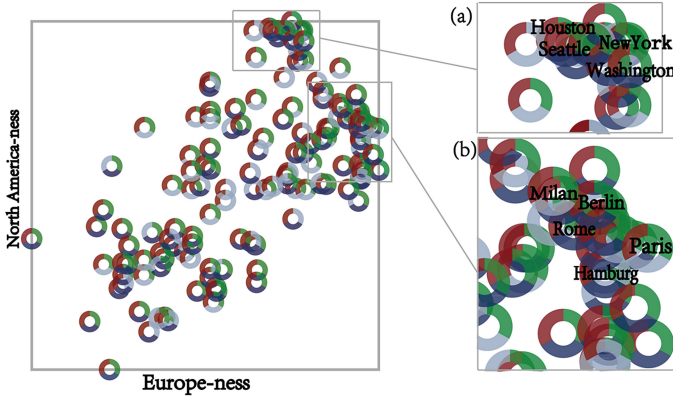 (a)
Houston
Seattle
NewYork
Washington
North America-ness
(b)
Milan
Berlin
Rome
Paris
Hamburg
Europe-ness